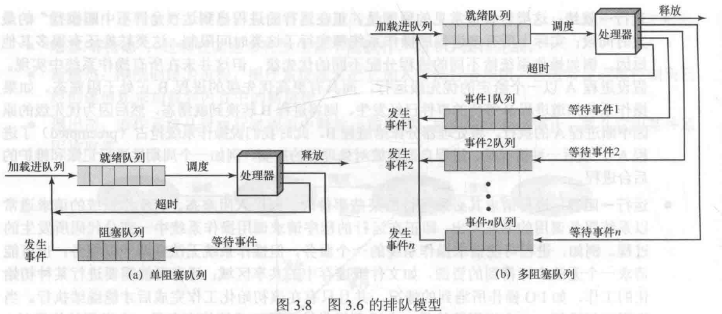 加载进队列
就绪队列
调度
处理器
释放
超时
发生
事件
阻塞队列
等待事件
(a) 单阻塞队列
加载进队列
就绪队列
调度
处理器
释放
超时
发生
事件1
事件1队列
等待事件1
发生
事件2
事件2队列
等待事件2
发生
事件n
事件n队列
等待事件n
(b) 多阻塞队列
图 3.8 图 3.6 的排队模型